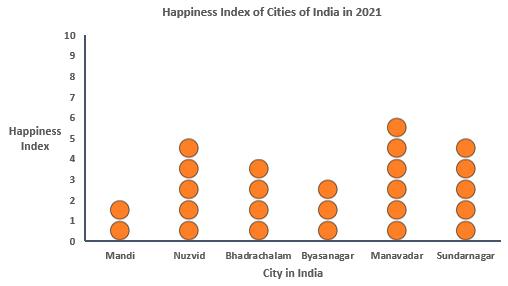 Happiness Index of Cities of India in 2021
10
9
8
7
6
5
4
3
2
1
0
Happiness
Index
Mandi Nuzvid Bhadrachalam Byasanagar Manavadar Sundarnagar
City in India